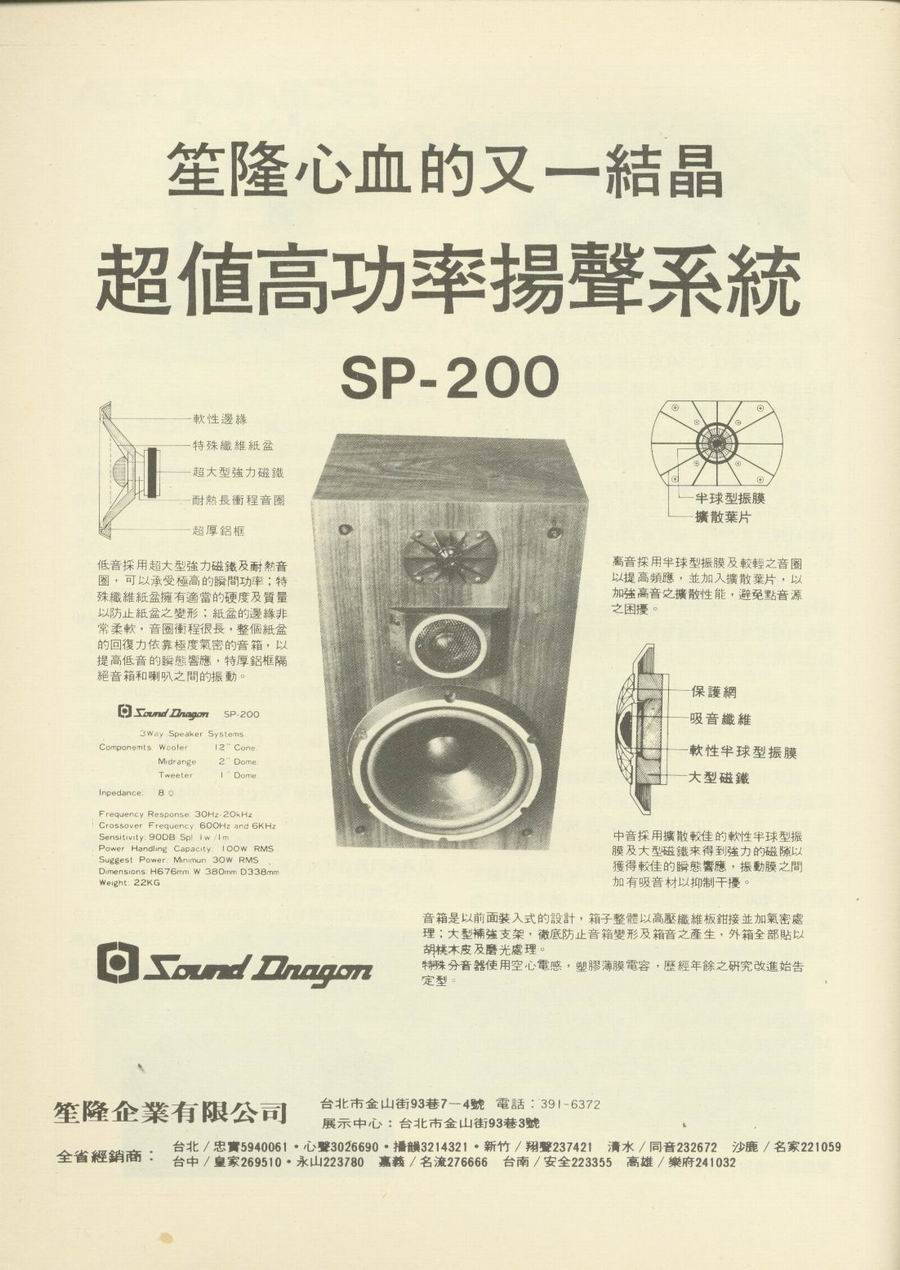 笙隆心血的又一結晶
超值高功率揚聲系統
SP-200
軟性邊緣
特殊纖維紙盆
超大型強力磁鐵
耐熱長衝程音圈
超厚鋁框
低音採用超大型強力磁鐵及耐熱音
圈，可以承受極高的瞬間功率；特
殊纖維紙盆擁有適當的硬度及質量
以防止紙盆之變形；紙盆的邊緣非
常柔軟，音圈衝程很長，整個紙盆
的回復力依靠極度氣密的音箱，以
提高低音的瞬態響應，特厚鋁框隔
絕音箱和喇叭之間的振動。
Sound Dragon SP-200
3Way Speaker Systems
Components Woofer 12" Cone
Midrange 2" Dome
Tweeter 1" Dome
Inpedance: 8Ω
Frequency Response 30Hz-20kHz
Crossover Frequency 600Hz and 6KHz
Sensitivity: 90DB Spl 1w/1m
Power Handling Capacity: 100W RMS
Suggest Power: Minimun 30W RMS
Dimensions: H676mm W 380mm D338mm
Weight: 22KG
半球型振膜
擴散葉片
高音採用半球型振膜及較輕之音圈
以提高頻應，並加入擴散葉片，以
加強高音之擴散性能，避免點音源
之困擾。
保護網
吸音纖維
軟性半球型振膜
大型磁鐵
中音採用擴散較佳的軟性半球型振
膜及大型磁鐵來得到強力的磁隙以
獲得較佳的瞬態響應，振動膜之間
加有吸音材以抑制干擾。
音箱是以前面裝入式的設計，箱子整體以高壓纖維板鉗接並加氣密處
理；大型補強支架，徹底防止音箱變形及箱音之產生，外箱全部貼以
胡桃木皮及磨光處理。
特殊分音器使用空心電感，塑膠薄膜電容，歷經年餘之研究改進始告
定型。
Sound Dragon
笙隆企業有限公司
台北市金山街93巷7—4號 電話：391-6372
展示中心：台北市金山街93巷3號
全省經銷商：
台北／忠實5940061・心聲3026690・播韻3214321・新竹／翔聲237421 清水／同音232672 沙鹿／名家221059
台中／皇家269510・永山223780 嘉義／名流276666 台南／安全223355 高雄／樂府241032